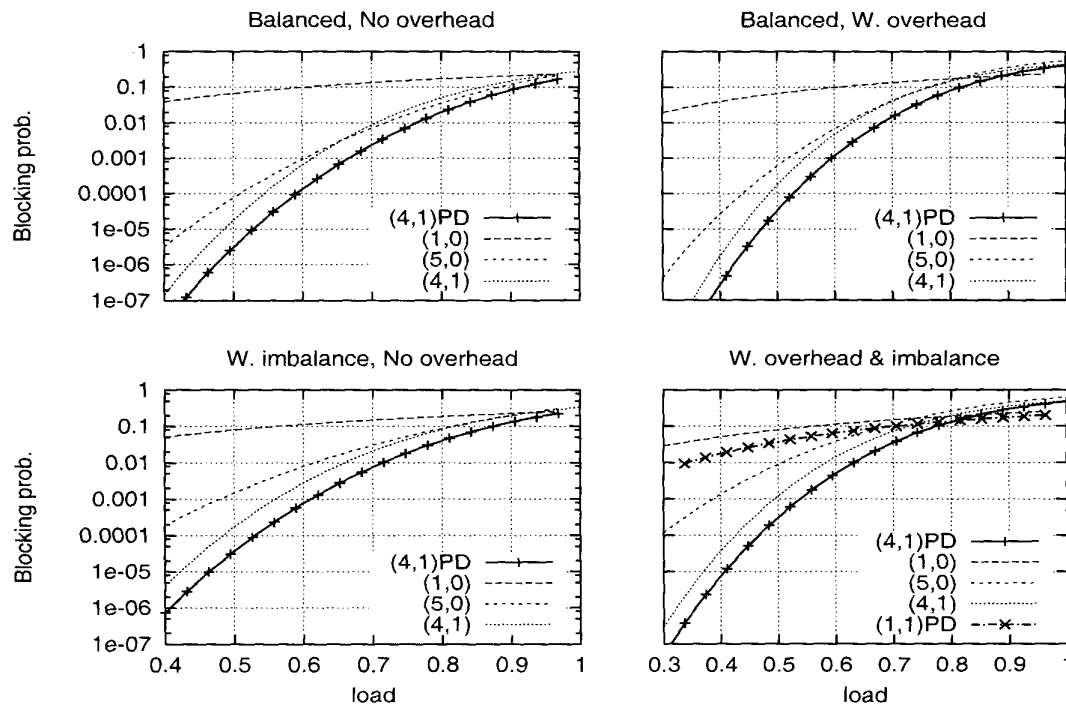 Balanced, No overhead
Blocking prob.
1
0.1
0.01
0.001
0.0001
1e-05
1e-06
1e-07
(4,1)PD
(1,0)
(5,0)
(4,1)
Balanced, W. overhead
(4,1)PD
(1,0)
(5,0)
(4,1)
W. imbalance, No overhead
Blocking prob.
1
0.1
0.01
0.001
0.0001
1e-05
1e-06
1e-07
(4,1)PD
(1,0)
(5,0)
(4,1)
0.4 0.5 0.6 0.7 0.8 0.9 1
load
W. overhead & imbalance
(4,1)PD
(1,0)
(5,0)
(4,1)
(1,1)PD
0.3 0.4 0.5 0.6 0.7 0.8 0.9 1
load